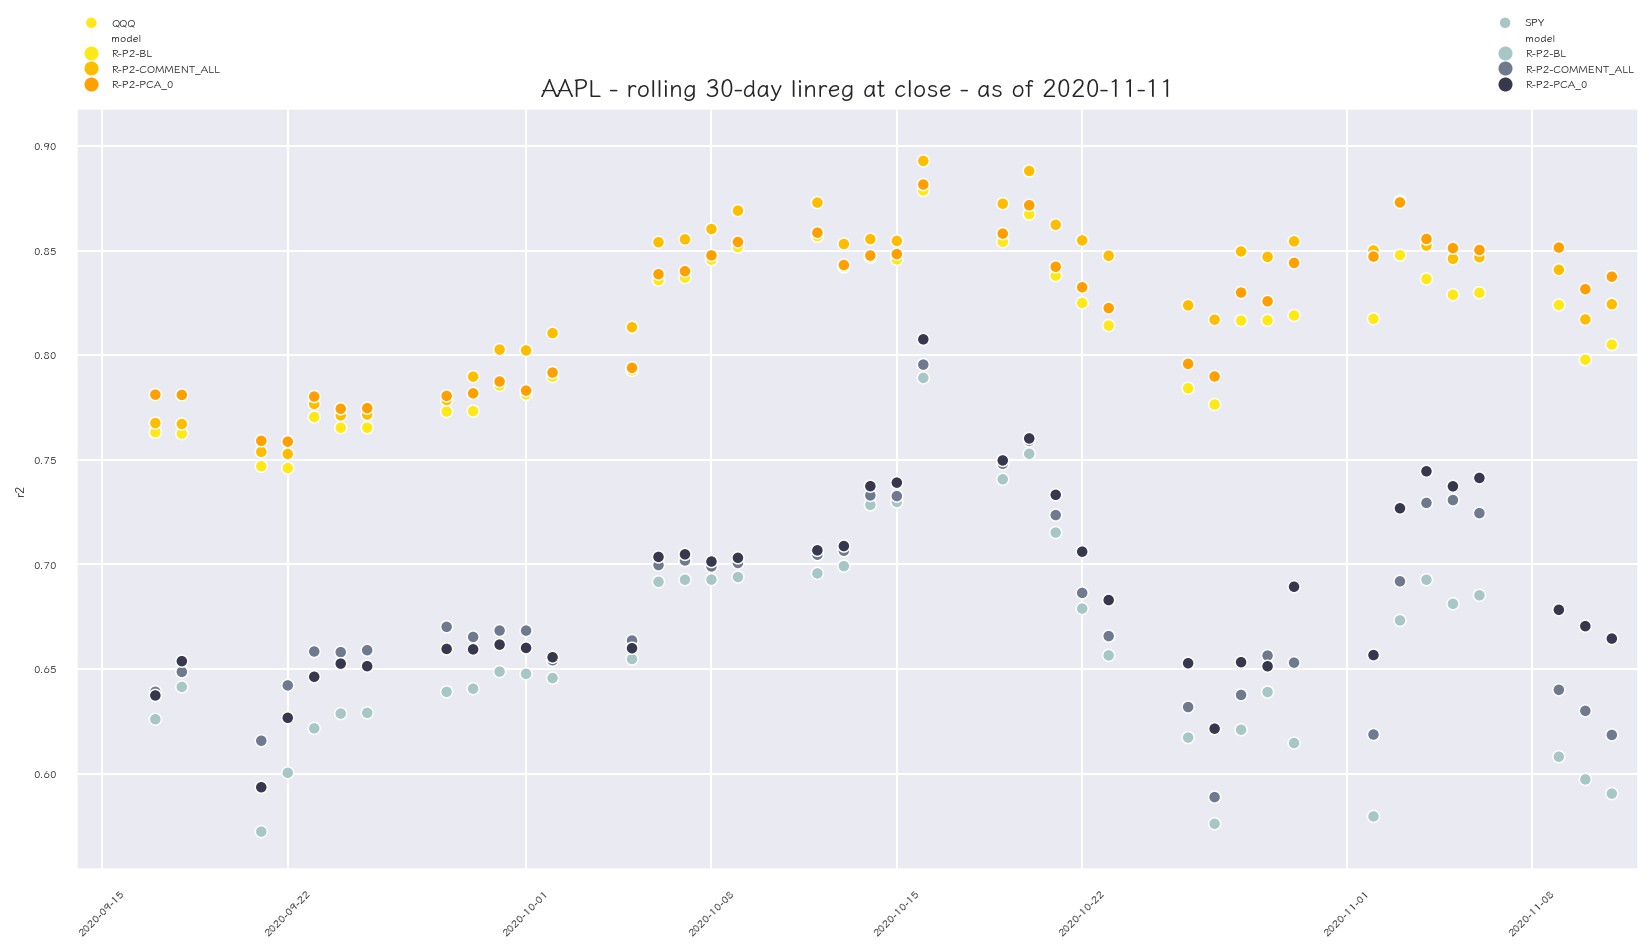 QQQ
model
R-P2-BL
R-P2-COMMENT_ALL
R-P2-PCA_0
SPY
model
R-P2-BL
R-P2-COMMENT_ALL
R-P2-PCA_0
AAPL - rolling 30-day linreg at close - as of 2020-11-11
0.90
0.85
0.80
0.75
r2
0.70
0.65
0.60
2020-09-15
2020-09-22
2020-10-01
2020-10-08
2020-10-15
2020-10-22
2020-11-01
2020-11-08